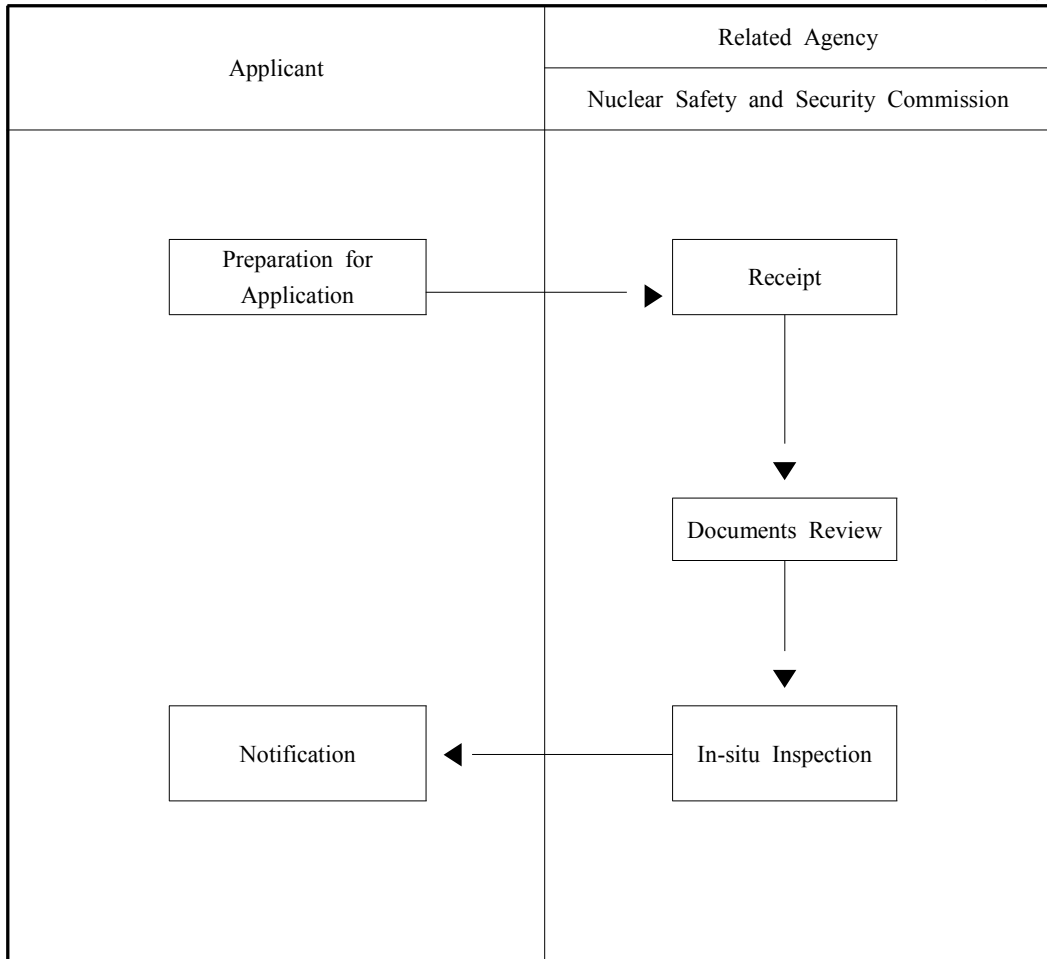 Applicant
Related Agency
Nuclear Safety and Security Commission
Preparation for
Application
Receipt
Documents Review
Notification
In-situ Inspection